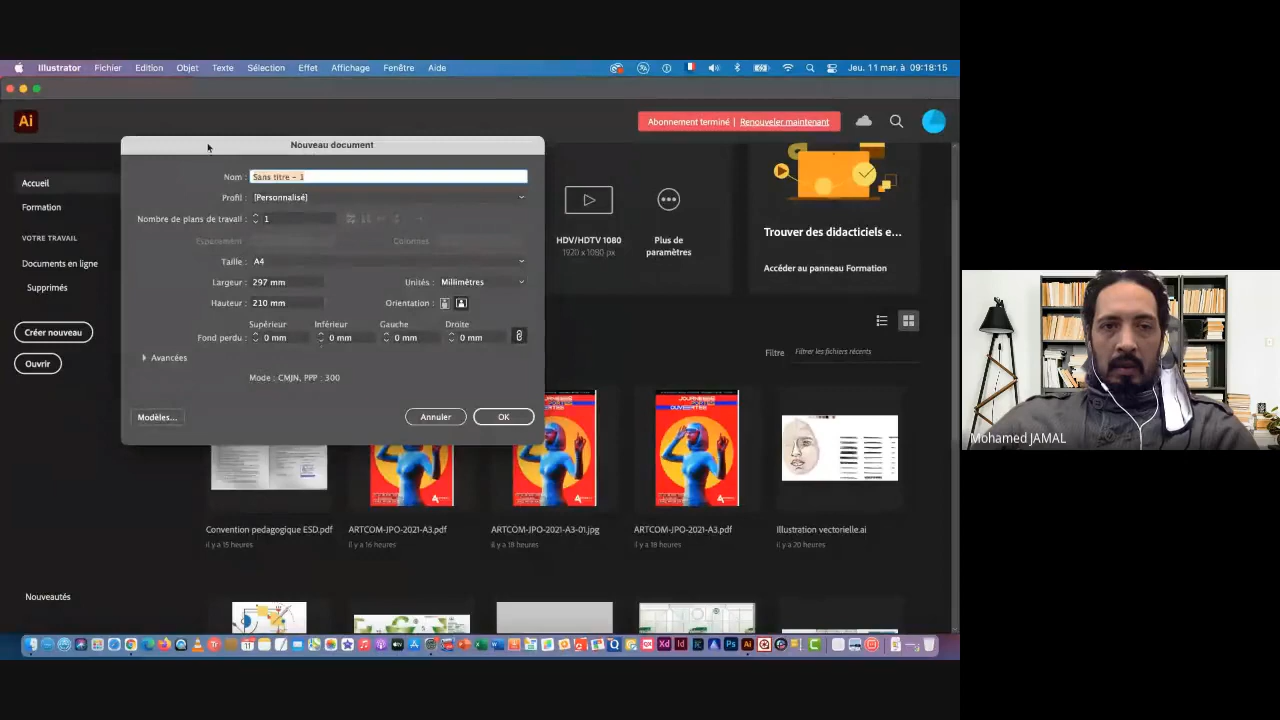 Illustrator Fichier Edition Objet Texte Sélection Effet Affichage Fenêtre Aide Jeu. 11 mar. à 09:18:15
Ai
Abonnement terminé | Renouveler maintenant
Nouveau document
Accueil
Formation
VOTRE TRAVAIL
Documents en ligne
Supprimés
Créer nouveau
Ouvrir
Nouveautés
Nom : Sans titre - 1
Profil : [Personnalisé]
Nombre de plans de travail : 1
Espacement Colonnes
Taille : A4
Largeur : 297 mm Unités : Millimètres
Hauteur : 210 mm Orientation :
Supérieur Inférieur Gauche Droite
Fond perdu : 0 mm 0 mm 0 mm 0 mm
Avancées
Mode : CMJN, PPP : 300
Modèles... Annuler OK
HDV/HDTV 1080
1920 x 1080 px
Plus de
paramètres
Trouver des didacticiels e...
Accéder au panneau Formation
Filtre Filtrer les fichiers récents
Convention pedagogique ESD.pdf
il y a 15 heures
ARTCOM-JPO-2021-A3.pdf
il y a 16 heures
ARTCOM-JPO-2021-A3-01.jpg
il y a 18 heures
ARTCOM-JPO-2021-A3.pdf
il y a 18 heures
Illustration vectorielle.ai
il y a 20 heures
Mohamed JAMAL